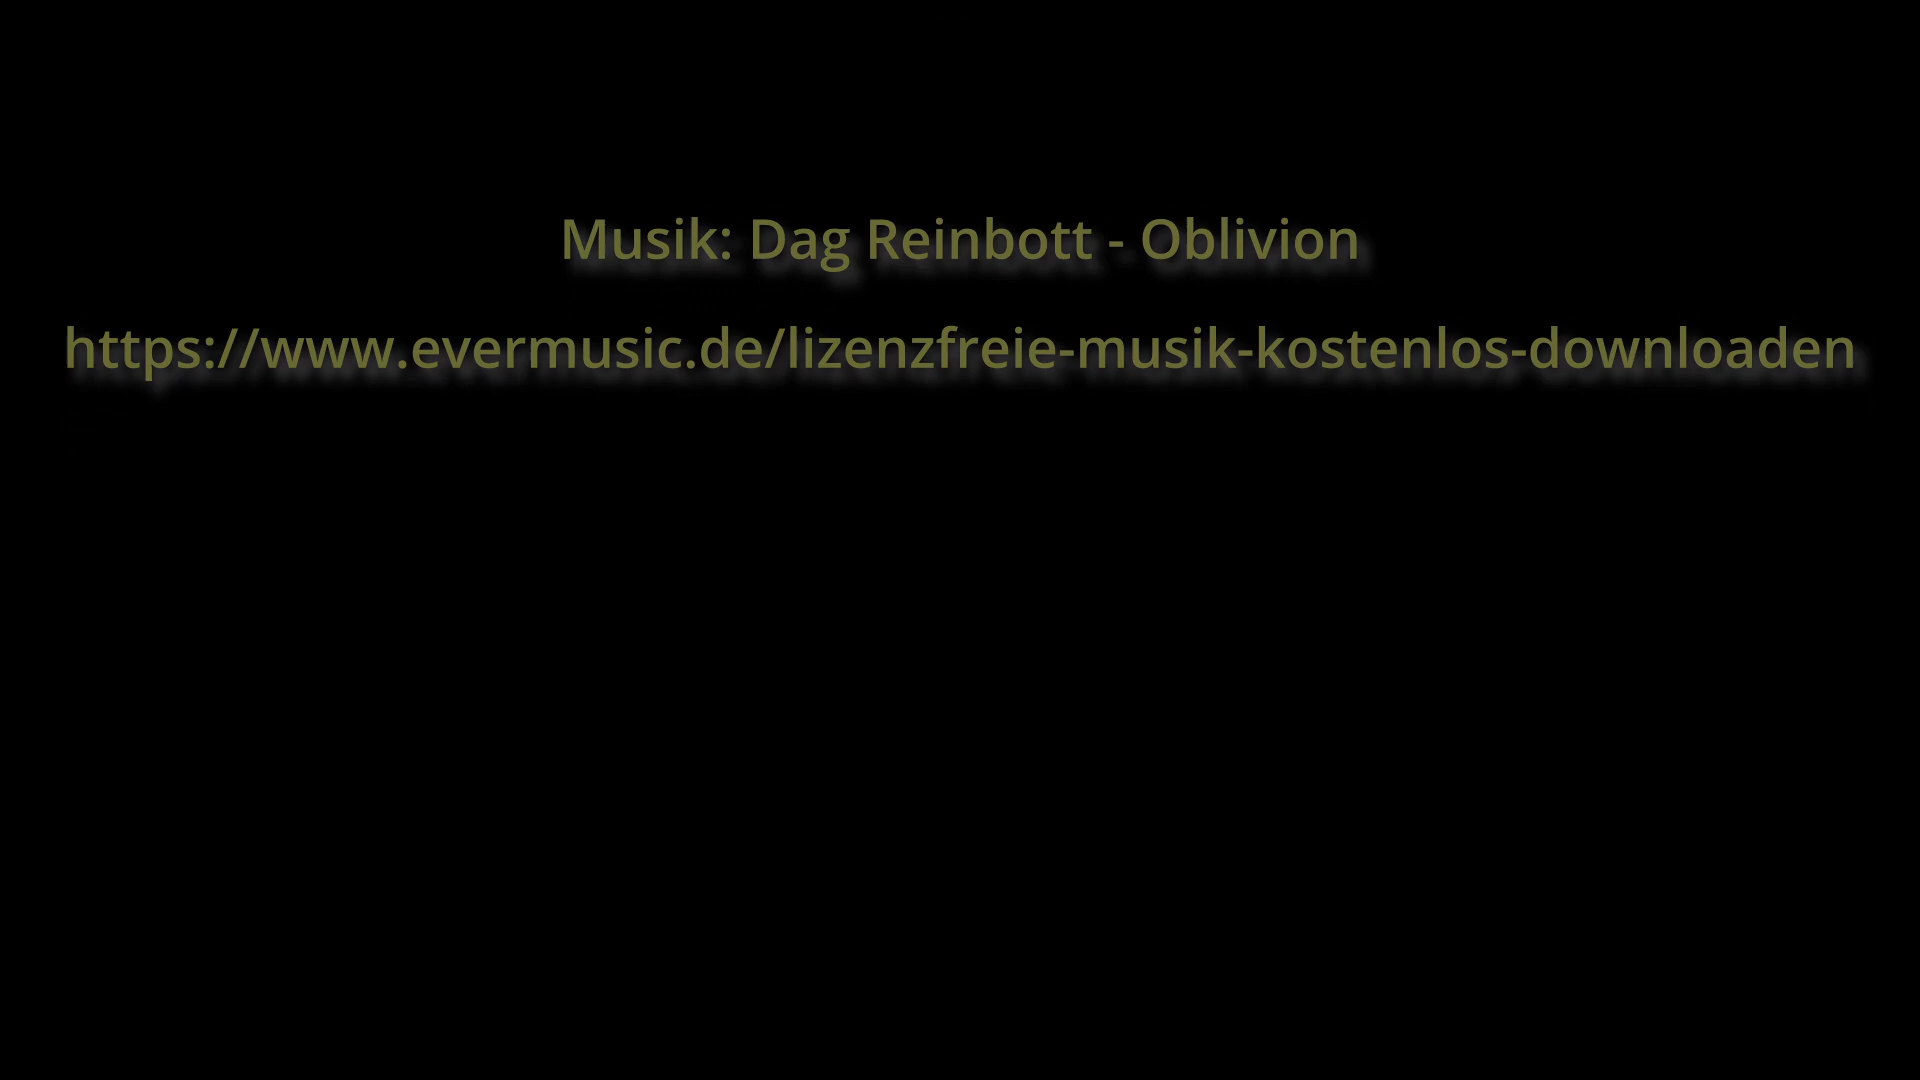 Musik: Dag Reinbott - Oblivion
https://www.evermusic.de/lizenzfreie-musik-kostenlos-downloaden